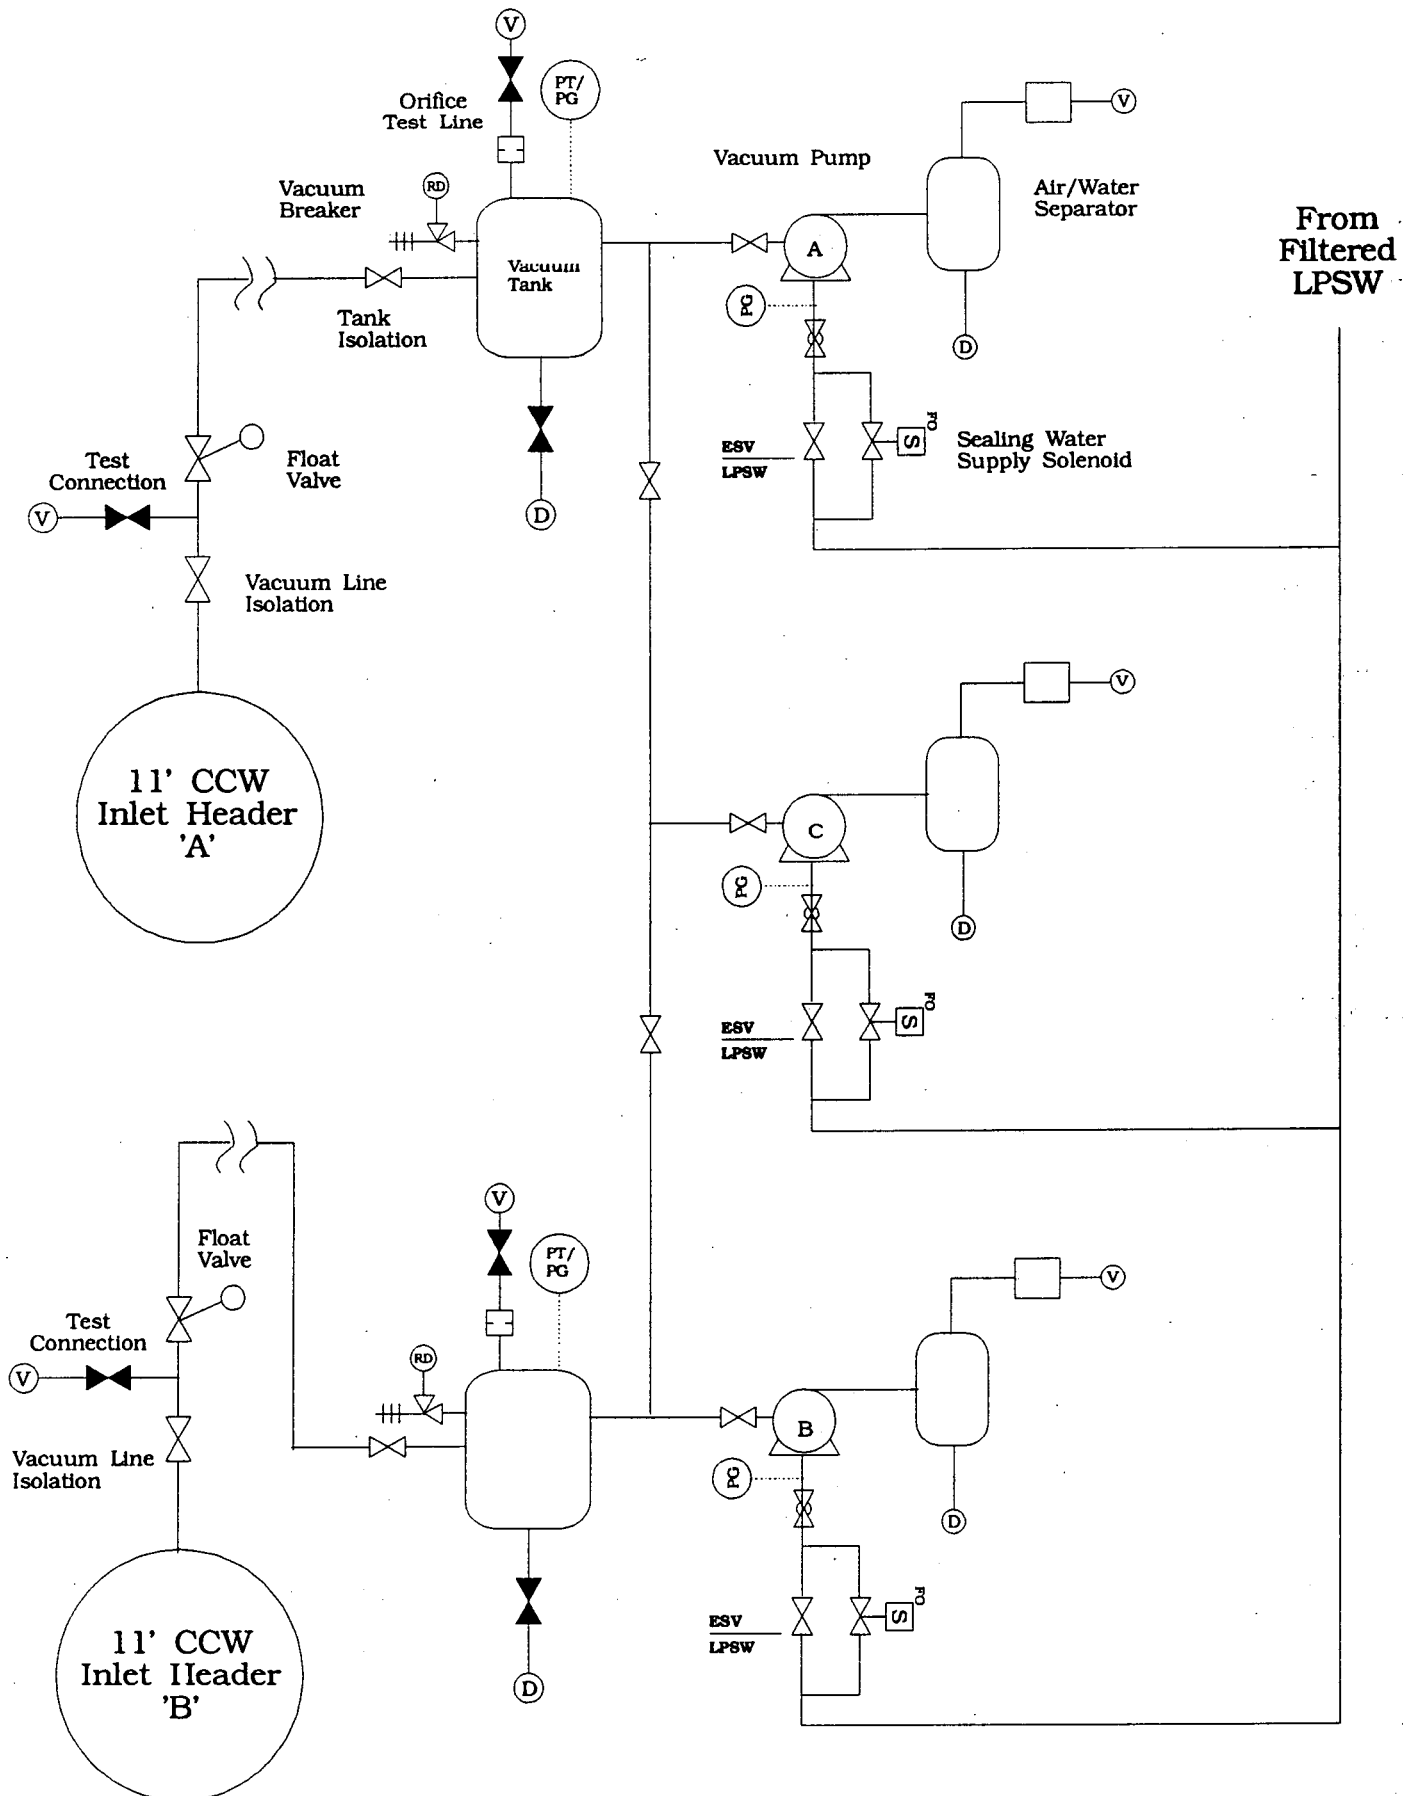 V
PT/
PG
Orifice
Test Line
V
Vacuum Pump
Vacuum
Breaker
RD
Air/Water
Separator
From
Filtered
LPSW
A
Vacuum
Tank
PG
Tank
Isolation
D
FO
S
ESV
LPSW
Sealing Water
Supply Solenoid
Test
Connection
Float
Valve
V
D
Vacuum Line
Isolation
V
11' CCW
Inlet Header
'A'
C
PG
D
FO
S
ESV
LPSW
V
PT/
PG
Float
Valve
V
Test
Connection
RD
V
B
Vacuum Line
Isolation
PG
D
FO
S
ESV
LPSW
11' CCW
Inlet Header
'B'
D